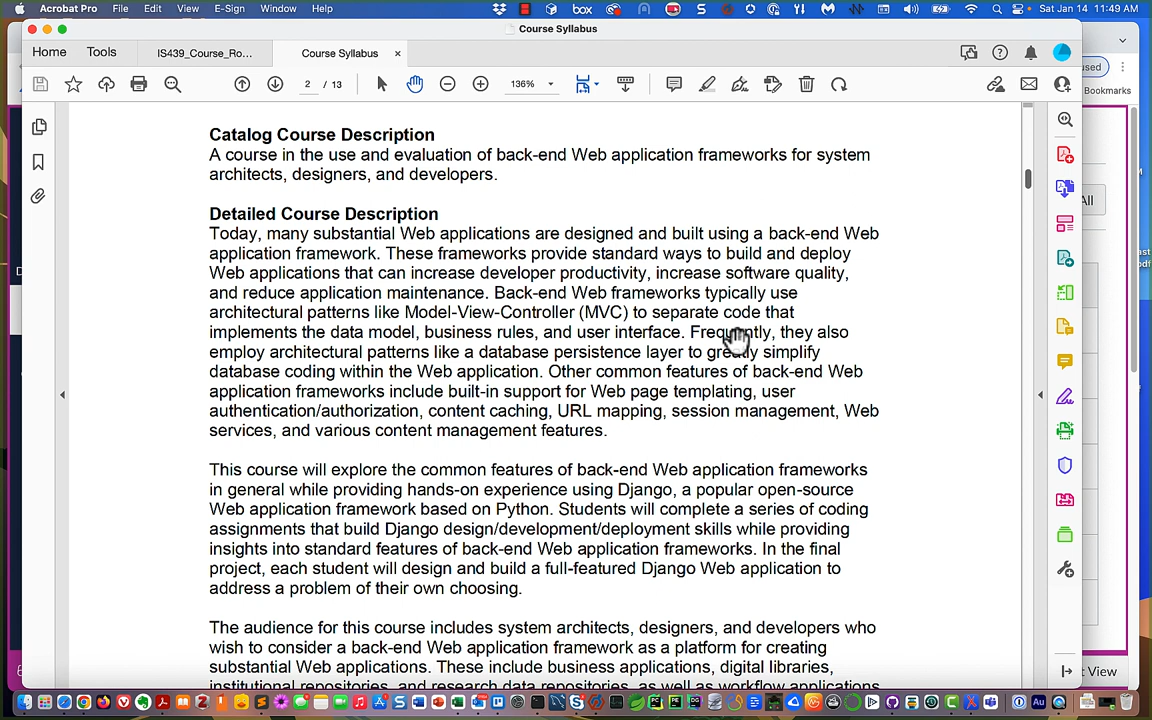 Acrobat Pro File Edit View E-Sign Window Help
box
Sat Jan 14 11:49 AM
Course Syllabus
Home Tools IS439_Course_Ro... Course Syllabus ×
2 / 13 136%
Bookmarks
All
Catalog Course Description
A course in the use and evaluation of back-end Web application frameworks for system
architects, designers, and developers.
Detailed Course Description
Today, many substantial Web applications are designed and built using a back-end Web
application framework. These frameworks provide standard ways to build and deploy
Web applications that can increase developer productivity, increase software quality,
and reduce application maintenance. Back-end Web frameworks typically use
architectural patterns like Model-View-Controller (MVC) to separate code that
implements the data model, business rules, and user interface. Frequently, they also
employ architectural patterns like a database persistence layer to greatly simplify
database coding within the Web application. Other common features of back-end Web
application frameworks include built-in support for Web page templating, user
authentication/authorization, content caching, URL mapping, session management, Web
services, and various content management features.
This course will explore the common features of back-end Web application frameworks
in general while providing hands-on experience using Django, a popular open-source
Web application framework based on Python. Students will complete a series of coding
assignments that build Django design/development/deployment skills while providing
insights into standard features of back-end Web application frameworks. In the final
project, each student will design and build a full-featured Django Web application to
address a problem of their own choosing.
The audience for this course includes system architects, designers, and developers who
wish to consider a back-end Web application framework as a platform for creating
substantial Web applications. These include business applications, digital libraries,
institutional repositories, and research data repositories, as well as workflow applications
t View